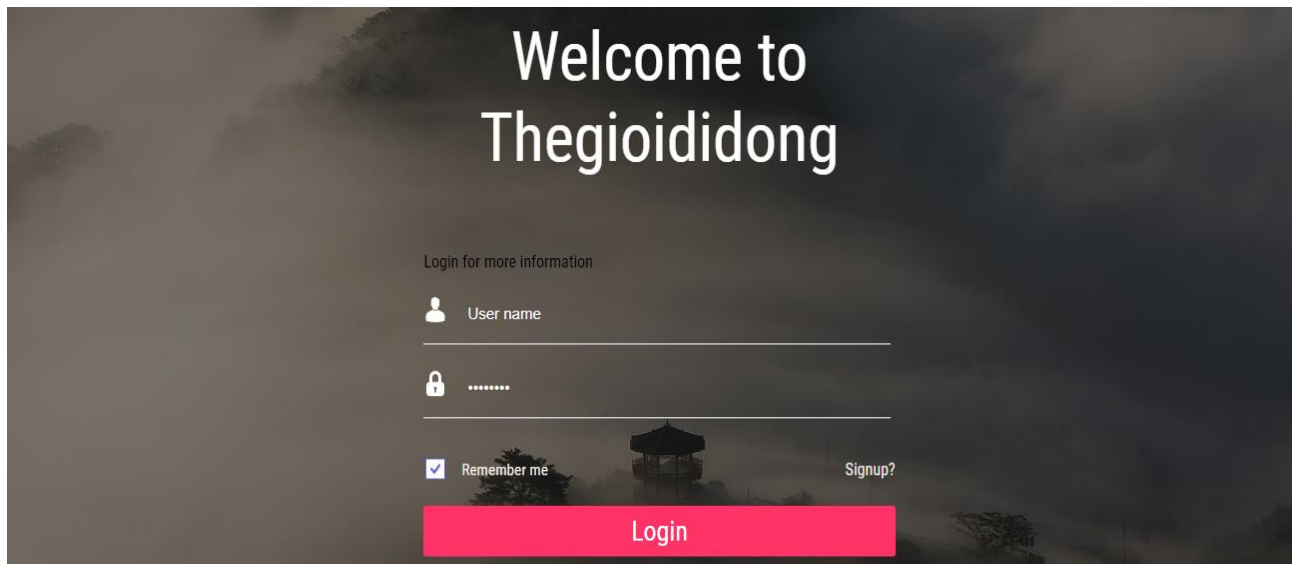 Welcome to
Thegioididong
Login for more information
User name
••••••••
Remember me
Signup?
Login